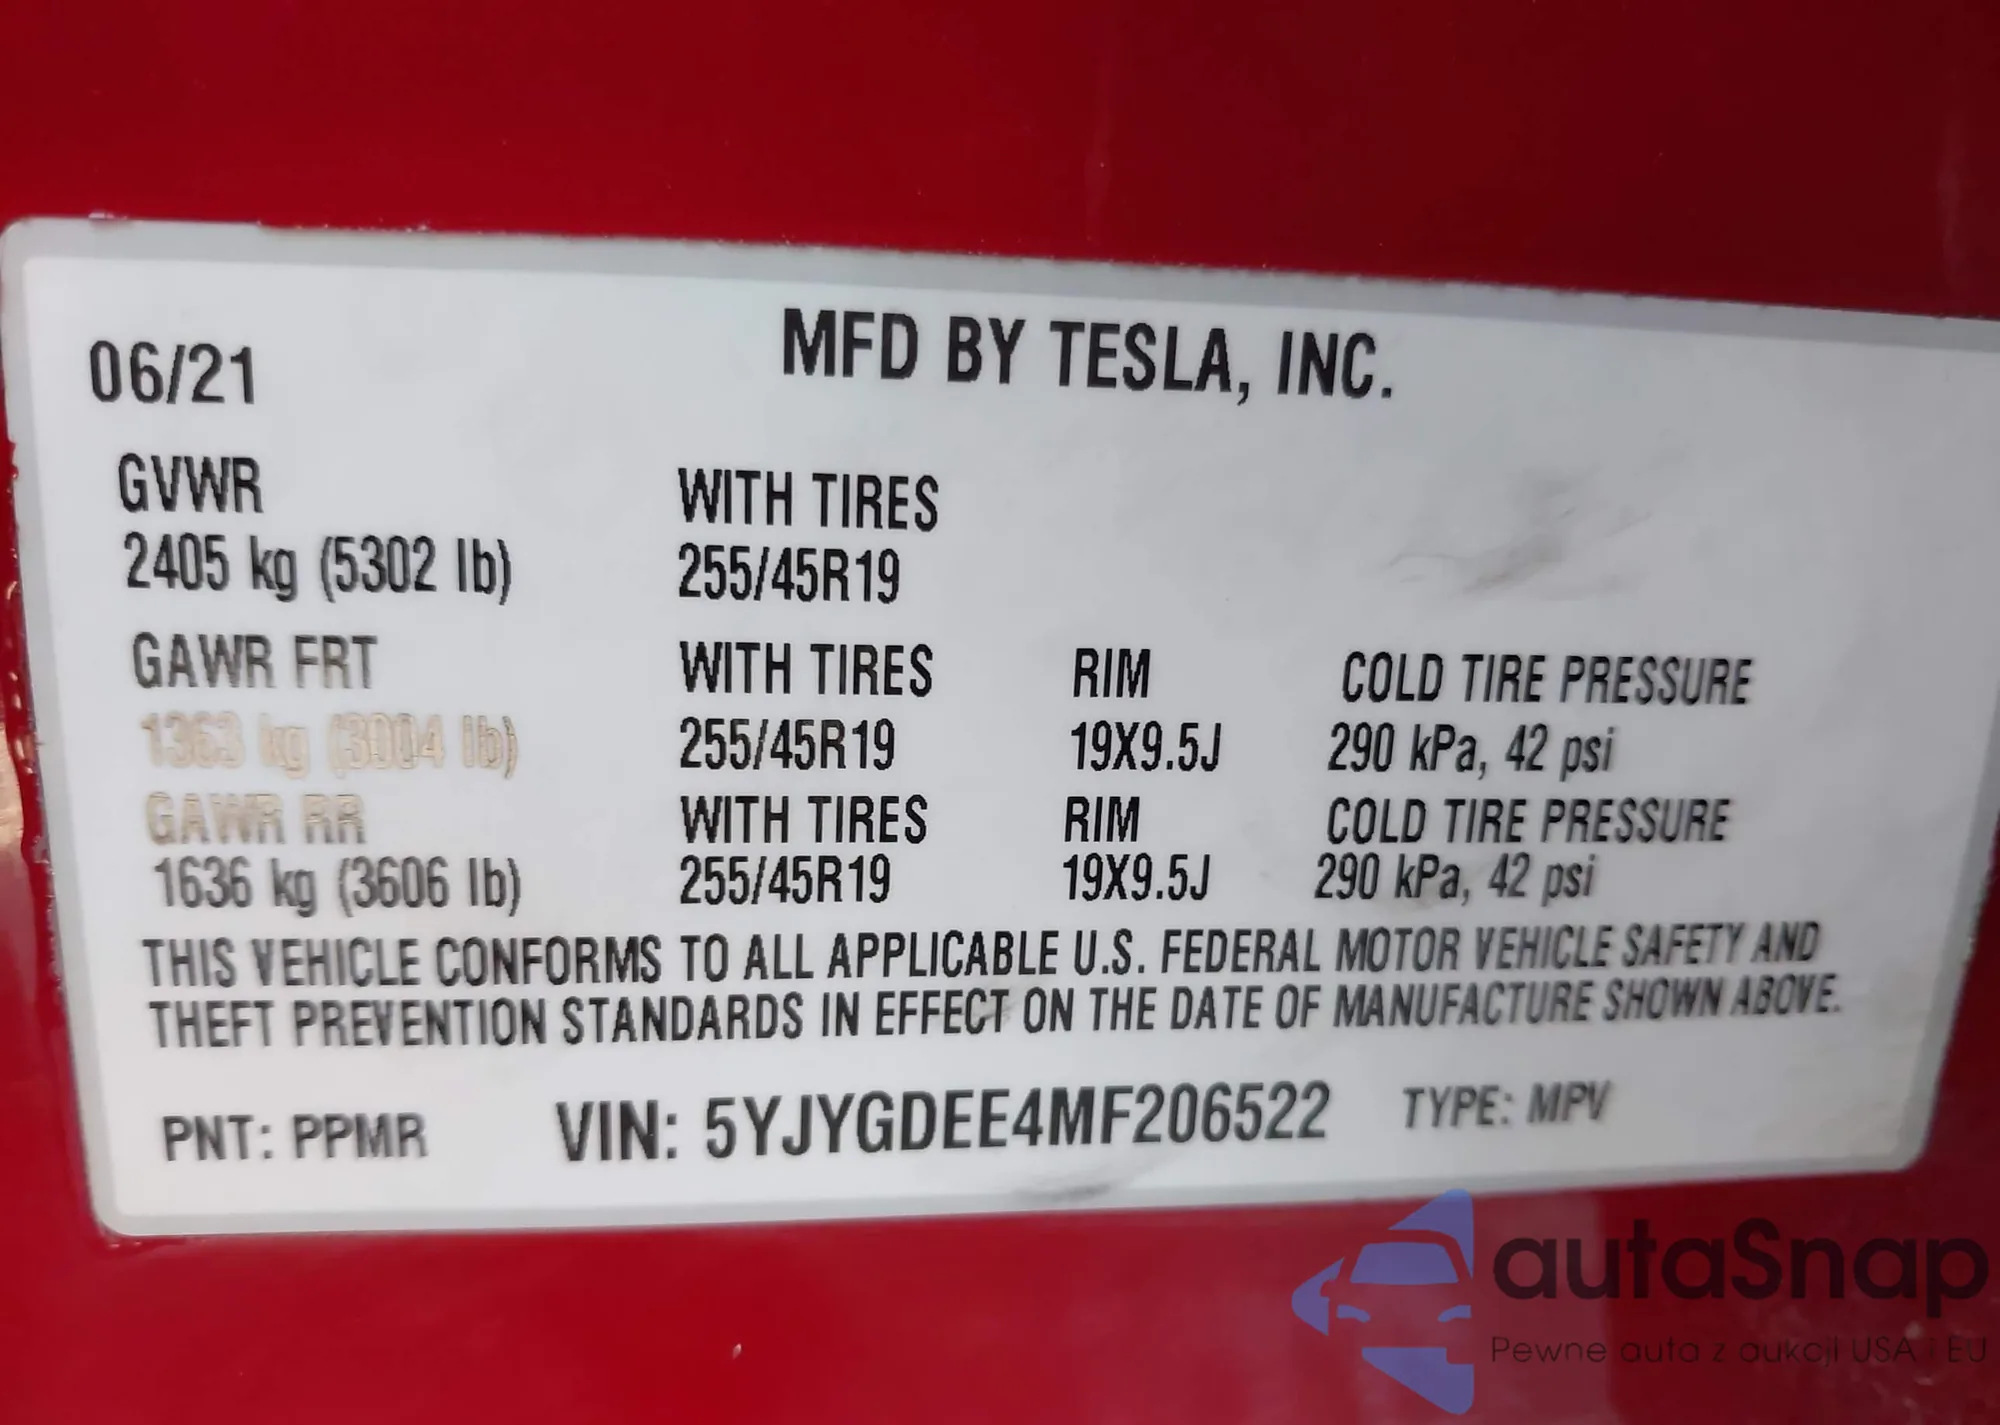 06/21 MFD BY TESLA, INC.
GVWR WITH TIRES
2405 kg (5302 lb) 255/45R19
GAWR FRT WITH TIRES RIM COLD TIRE PRESSURE
1363 kg (3004 lb) 255/45R19 19X9.5J 290 kPa, 42 psi
GAWR RR WITH TIRES RIM COLD TIRE PRESSURE
1636 kg (3606 lb) 255/45R19 19X9.5J 290 kPa, 42 psi
THIS VEHICLE CONFORMS TO ALL APPLICABLE U.S. FEDERAL MOTOR VEHICLE SAFETY AND
THEFT PREVENTION STANDARDS IN EFFECT ON THE DATE OF MANUFACTURE SHOWN ABOVE.
PNT: PPMR VIN: 5YJYGDEE4MF206522 TYPE: MPV
autaSnap
Pewne auta z aukcji USA i EU